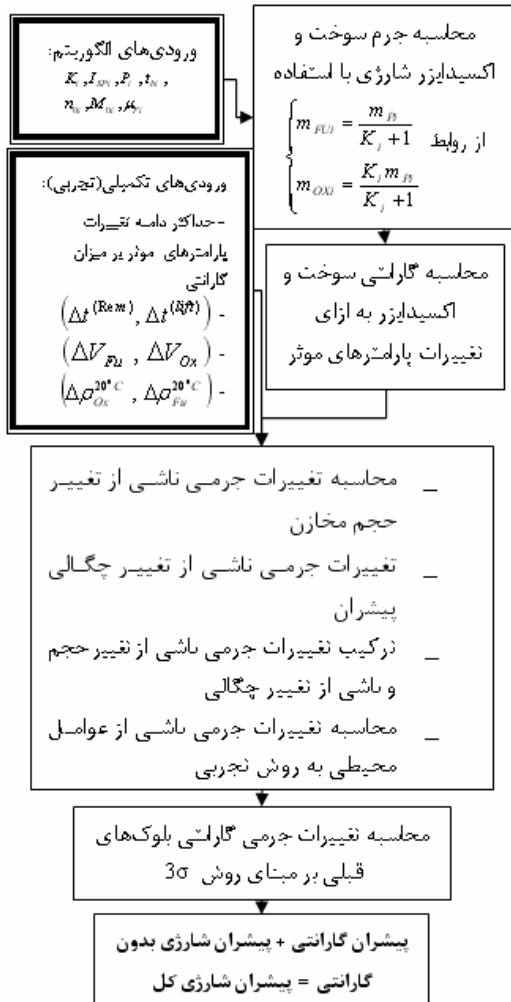 ورودی‌های الگوریتم:
K_i , I_SPi , P_i , t_bi ,
n_0i , M_0i , μ_Pi
محاسبه جرم سوخت و
اکسیدایزر شارژی با استفاده
از روابط
m_FUi = m_Pi / (K_i + 1)
m_OXi = K_i m_Pi / (K_i + 1)
ورودی‌های تکمیلی(تجربی):
-حداکثر دامنه تغییرات
پارامترهای موثر بر میزان
گارانتی
(Δt^(Rem) , Δt^(Lift)) -
(ΔV_Fu , ΔV_Ox) -
(Δρ_Ox^20°C , Δρ_Fu^20°C) -
محاسبه گارانتی سوخت و
اکسیدایزر به ازای
تغییرات پارامترهای موثر
_ محاسبه تغییرات جرمی ناشی از تغییر
حجم مخازن
_ تغییرات جرمی ناشی از تغییر چگالی
پیشران
_ ترکیب تغییرات جرمی ناشی از تغییر حجم
و ناشی از تغییر چگالی
_ محاسبه تغییرات جرمی ناشی از عوامل
محیطی به روش تجربی
محاسبه تغییرات جرمی گارانتی بلوک‌های
قبلی بر مبنای روش 3σ
پیشران گارانتی + پیشران شارژی بدون
گارانتی = پیشران شارژی کل